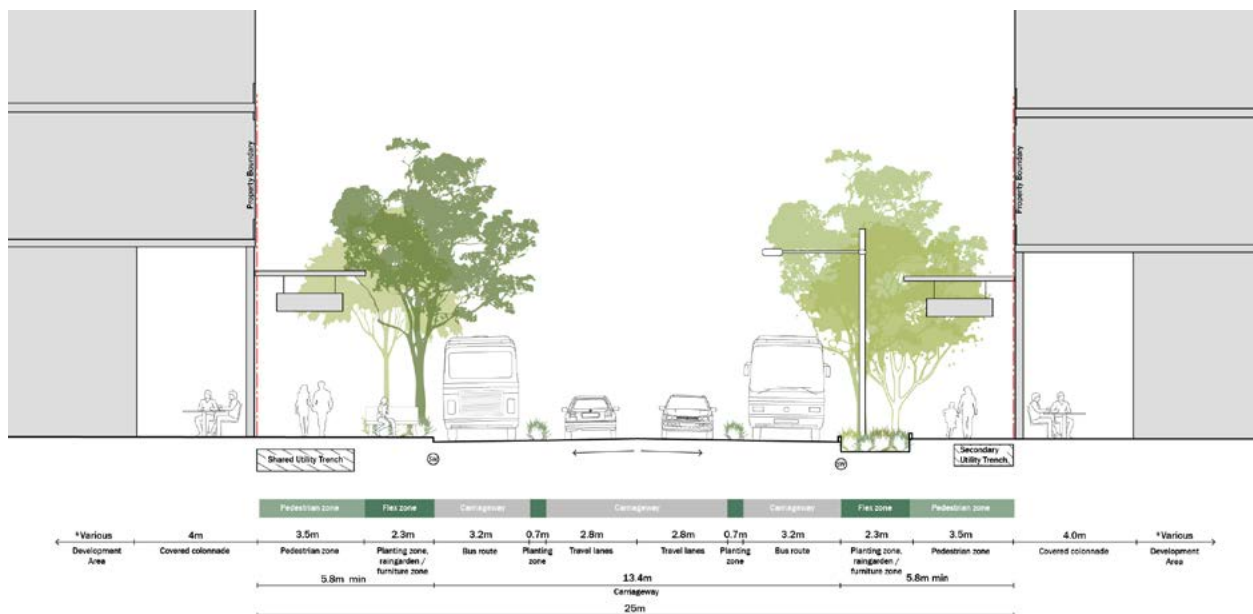 Property Boundary
Property Boundary
Shared Utility Trench
SW
SW
Secondary
Utility Trench
Pedestrian zone
Flex zone
Carriageway
Carriageway
Carriageway
Flex zone
Pedestrian zone
*Various
4m
3.5m
2.3m
3.2m
0.7m
2.8m
2.8m
0.7m
3.2m
2.3m
3.5m
4.0m
*Various
Development
Area
Covered colonnade
Pedestrian zone
Planting zone,
raingarden /
furniture zone
Bus route
Planting
zone
Travel lanes
Travel lanes
Planting
zone
Bus route
Planting zone,
raingarden /
furniture zone
Pedestrian zone
Covered colonnade
Development
Area
5.8m min
13.4m
5.8m min
Carriageway
25m